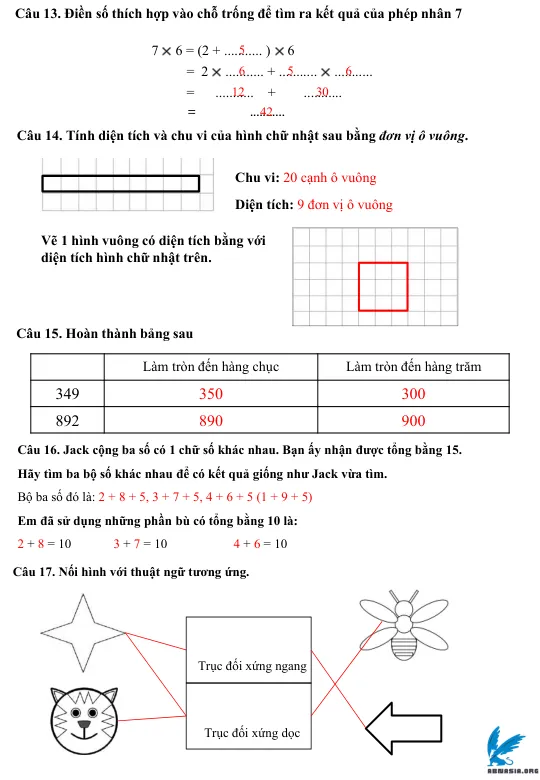 Câu 13. Điền số thích hợp vào chỗ trống để tìm ra kết quả của phép nhân 7
7 × 6 = (2 + ....5..... ) × 6
= 2 × ....6..... + ..5....... × ...6......
= .....12... + ....30....
= ...42....
Câu 14. Tính diện tích và chu vi của hình chữ nhật sau bằng đơn vị ô vuông.
Chu vi: 20 cạnh ô vuông
Diện tích: 9 đơn vị ô vuông
Vẽ 1 hình vuông có diện tích bằng với
diện tích hình chữ nhật trên.
Câu 15. Hoàn thành bảng sau
Làm tròn đến hàng chục Làm tròn đến hàng trăm
349 350 300
892 890 900
Câu 16. Jack cộng ba số có 1 chữ số khác nhau. Bạn ấy nhận được tổng bằng 15.
Hãy tìm ba bộ số khác nhau để có kết quả giống như Jack vừa tìm.
Bộ ba số đó là: 2 + 8 + 5, 3 + 7 + 5, 4 + 6 + 5 (1 + 9 + 5)
Em đã sử dụng những phần bù có tổng bằng 10 là:
2 + 8 = 10 3 + 7 = 10 4 + 6 = 10
Câu 17. Nối hình với thuật ngữ tương ứng.
Trục đối xứng ngang
Trục đối xứng dọc
AOMASIA.ORG